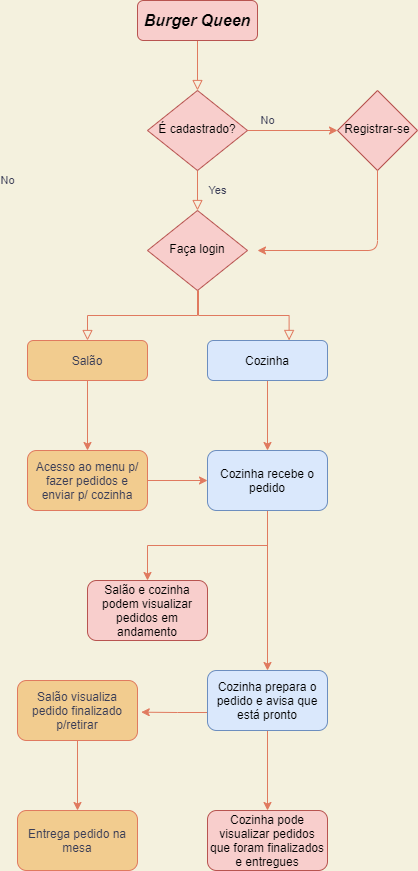 Burger Queen
É cadastrado?
No
Registrar-se
No
Yes
Faça login
Salão
Cozinha
Acesso ao menu p/
fazer pedidos e
enviar p/ cozinha
Cozinha recebe o
pedido
Salão e cozinha
podem visualizar
pedidos em
andamento
Cozinha prepara o
pedido e avisa que
está pronto
Salão visualiza
pedido finalizado
p/retirar
Entrega pedido na
mesa
Cozinha pode
visualizar pedidos
que foram finalizados
e entregues